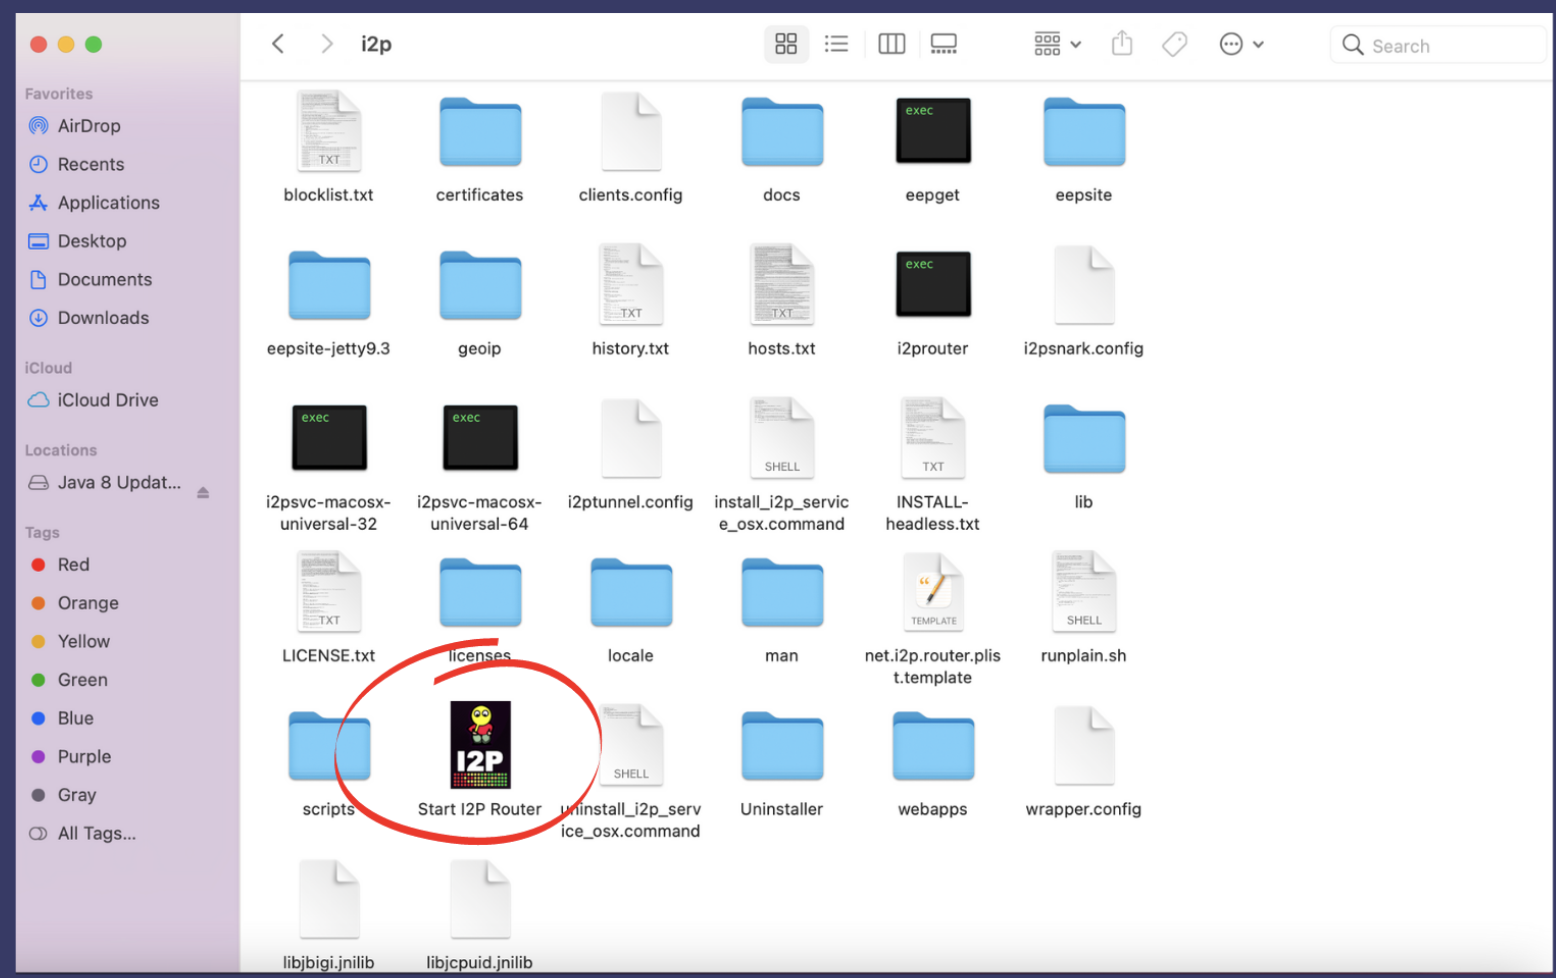 i2p
Search
Favorites
AirDrop
Recents
Applications
Desktop
Documents
Downloads
iCloud
iCloud Drive
Locations
Java 8 Updat...
Tags
Red
Orange
Yellow
Green
Blue
Purple
Gray
All Tags...
TXT
exec
blocklist.txt
certificates
clients.config
docs
eepget
eepsite
TXT
TXT
exec
eepsite-jetty9.3
geoip
history.txt
hosts.txt
i2prouter
i2psnark.config
exec
exec
SHELL
TXT
i2psvc-macosx-
universal-32
i2psvc-macosx-
universal-64
i2ptunnel.config
install_i2p_servic
e_osx.command
INSTALL-
headless.txt
lib
TXT
TEMPLATE
SHELL
LICENSE.txt
licenses
locale
man
net.i2p.router.plis
t.template
runplain.sh
I2P
SHELL
scripts
Start I2P Router
uninstall_i2p_serv
ice_osx.command
Uninstaller
webapps
wrapper.config
libjbigi.jnilib
libjcpuid.jnilib